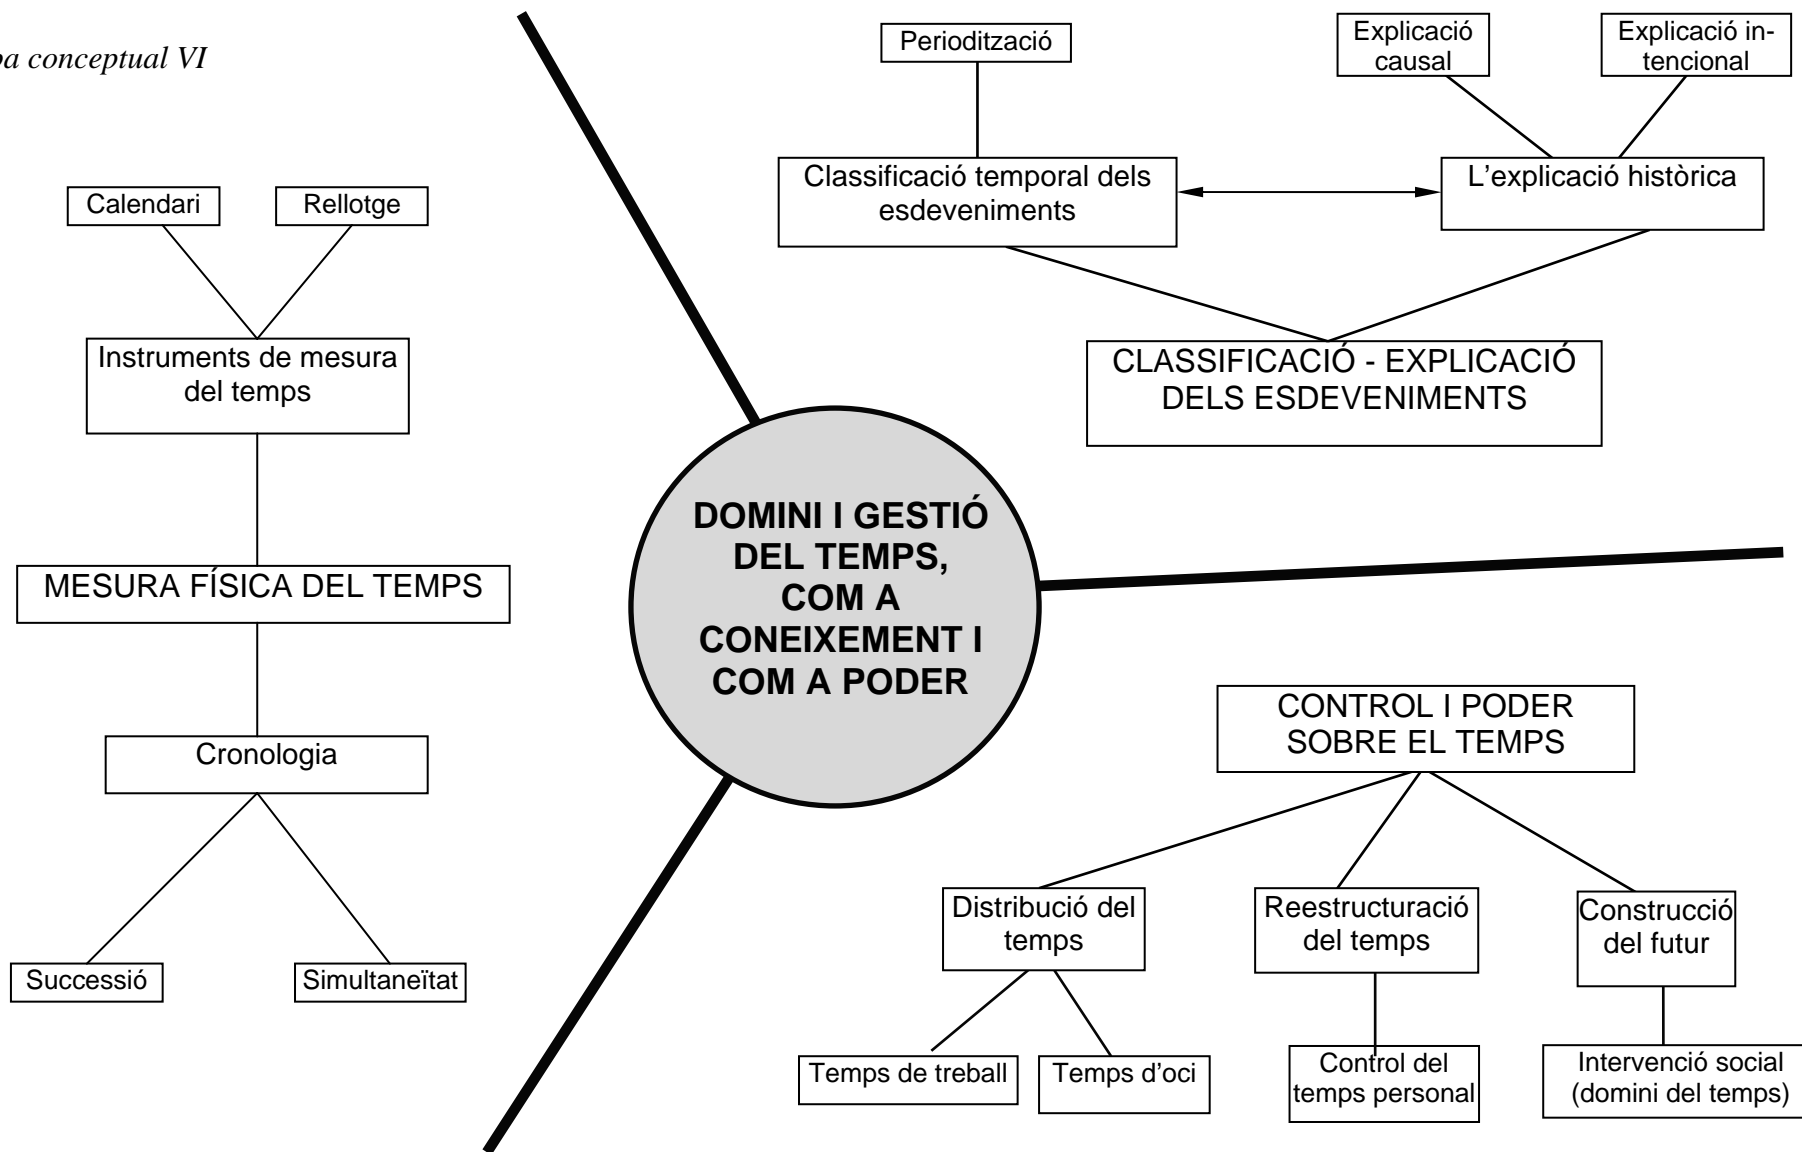 pa conceptual VI
Periodització
Explicació
causal
Explicació in-
tencional
Classificació temporal dels
esdeveniments
L'explicació històrica
Calendari
Rellotge
Instruments de mesura
del temps
CLASSIFICACIÓ - EXPLICACIÓ
DELS ESDEVENIMENTS
MESURA FÍSICA DEL TEMPS
DOMINI I GESTIÓ
DEL TEMPS,
COM A
CONEIXEMENT I
COM A PODER
Cronologia
Successió
Simultaneïtat
CONTROL I PODER
SOBRE EL TEMPS
Distribució del
temps
Reestructuració
del temps
Construcció
del futur
Temps de treball
Temps d'oci
Control del
temps personal
Intervenció social
(domini del temps)